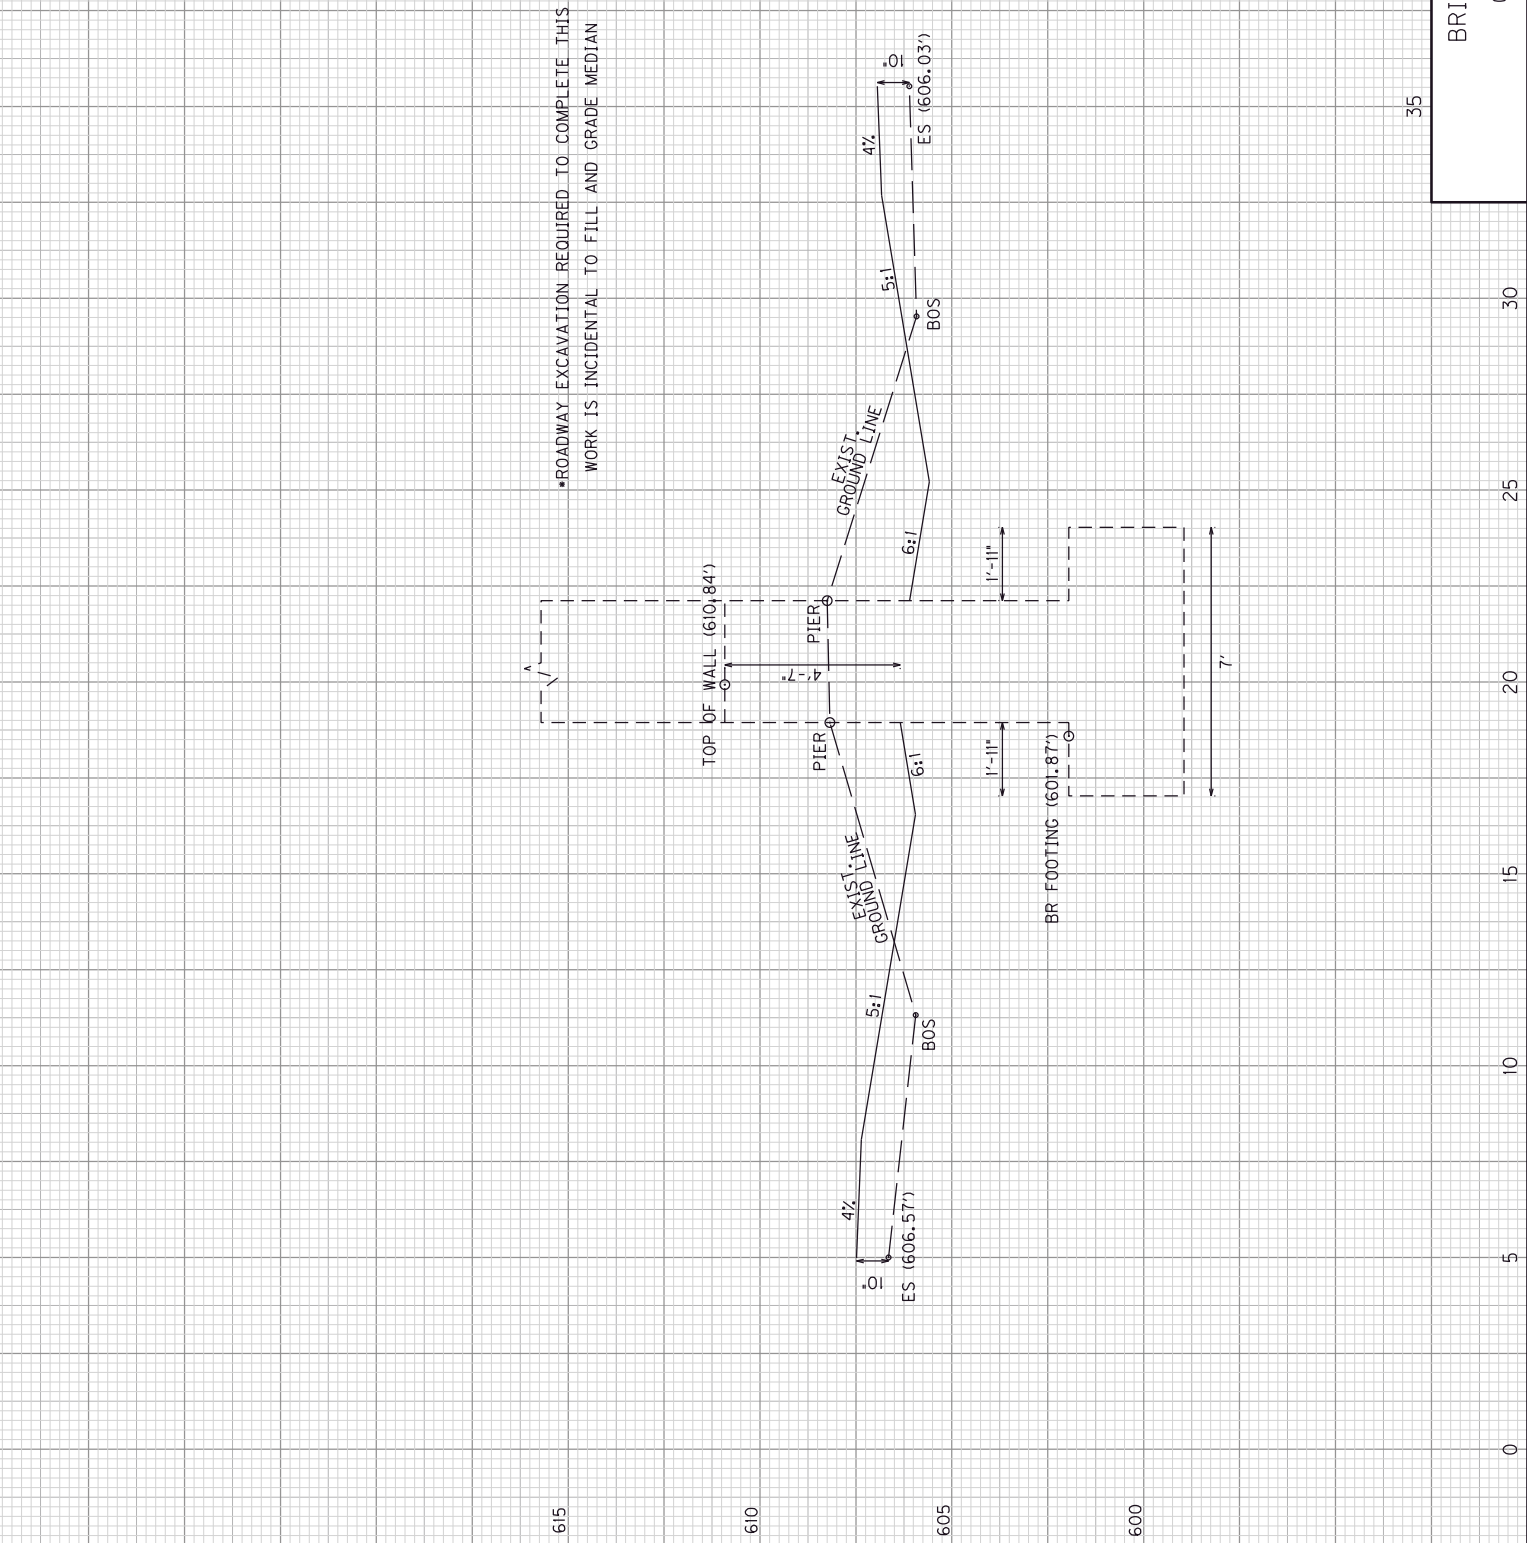 *ROADWAY EXCAVATION REQUIRED TO COMPLETE THIS
WORK IS INCIDENTAL TO FILL AND GRADE MEDIAN
615
610
605
600
TOP OF WALL (610.84')
PIER
PIER
4'-7"
EXIST.
GROUND LINE
EXIST.
GROUND LINE
4%
5:1
6:1
6:1
5:1
4%
10"
10"
ES (606.57')
BOS
BOS
ES (606.03')
1'-11"
1'-11"
BR FOOTING (601.87')
7'
0
5
10
15
20
25
30
35
BRI